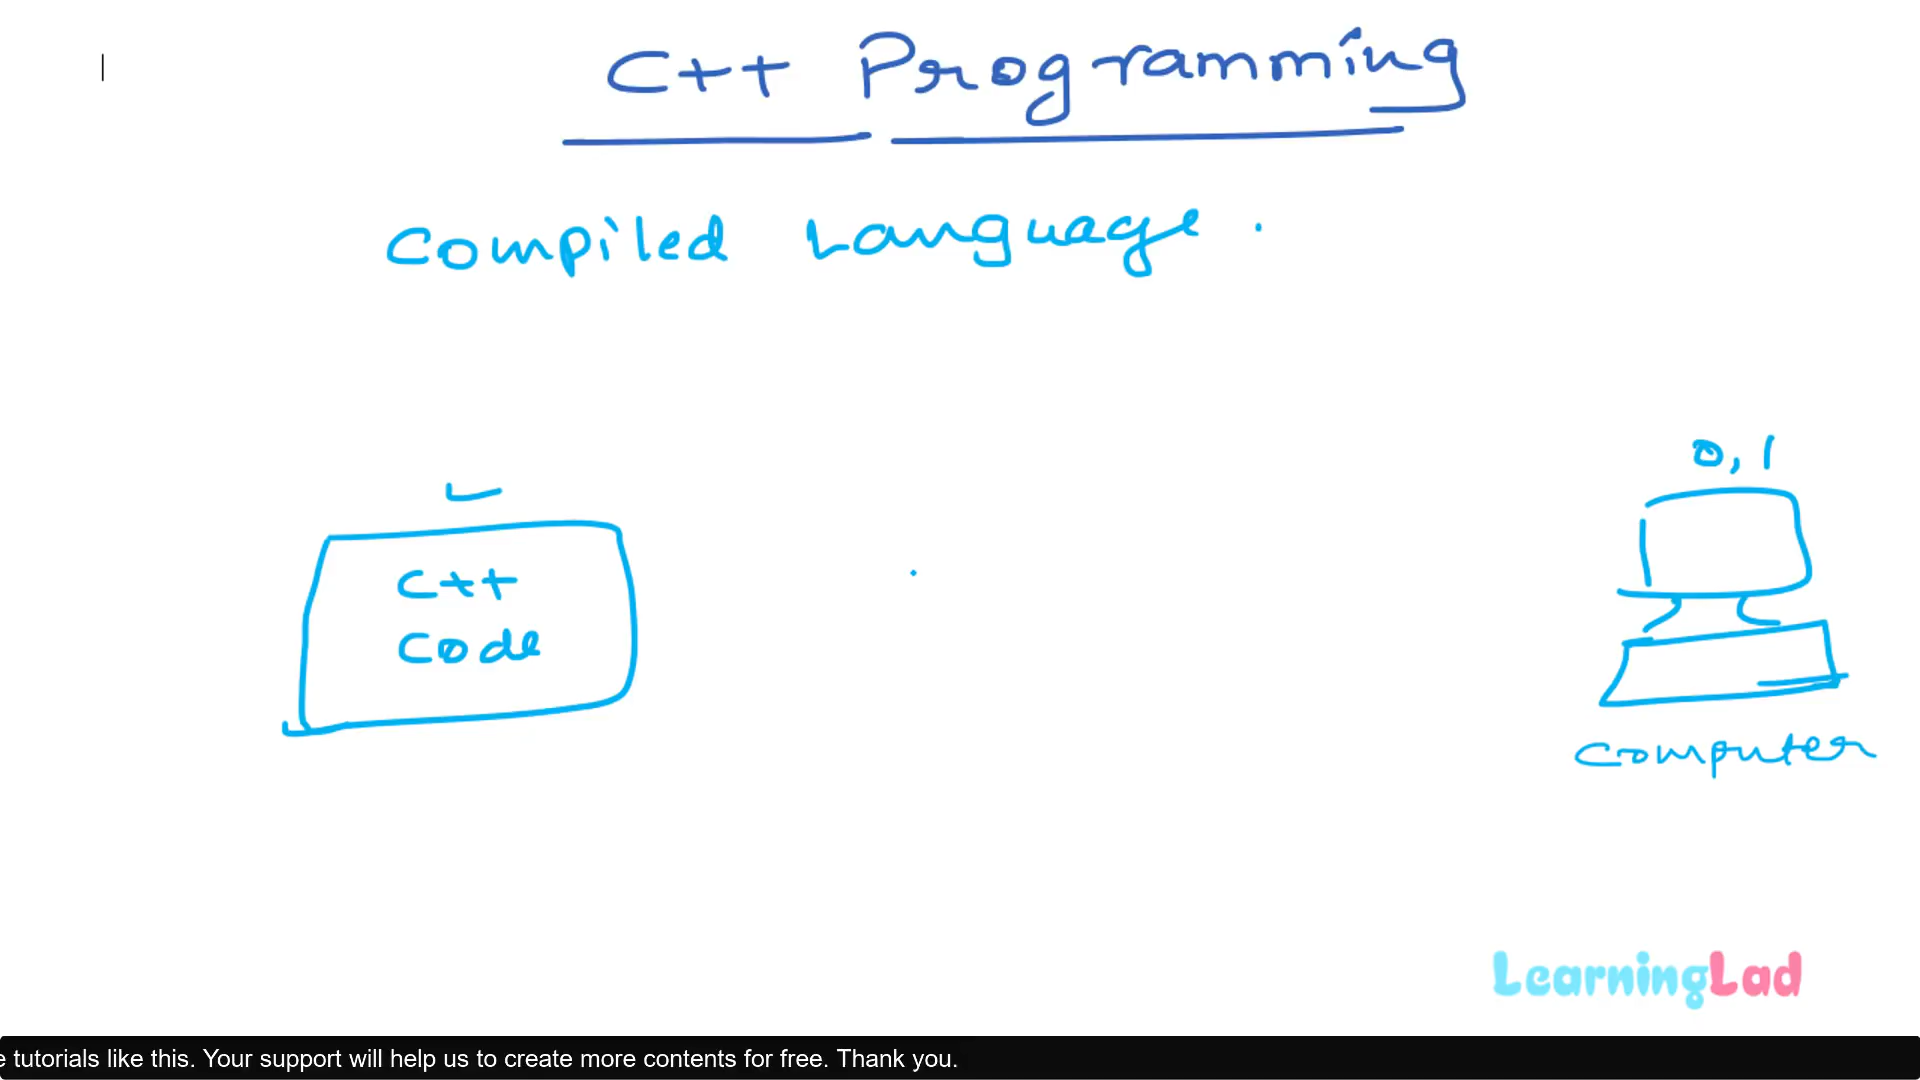 C++ Programming
Compiled Language.
0, 1
C++
Code
Computer
LearningLad
tutorials like this. Your support will help us to create more contents for free. Thank you.